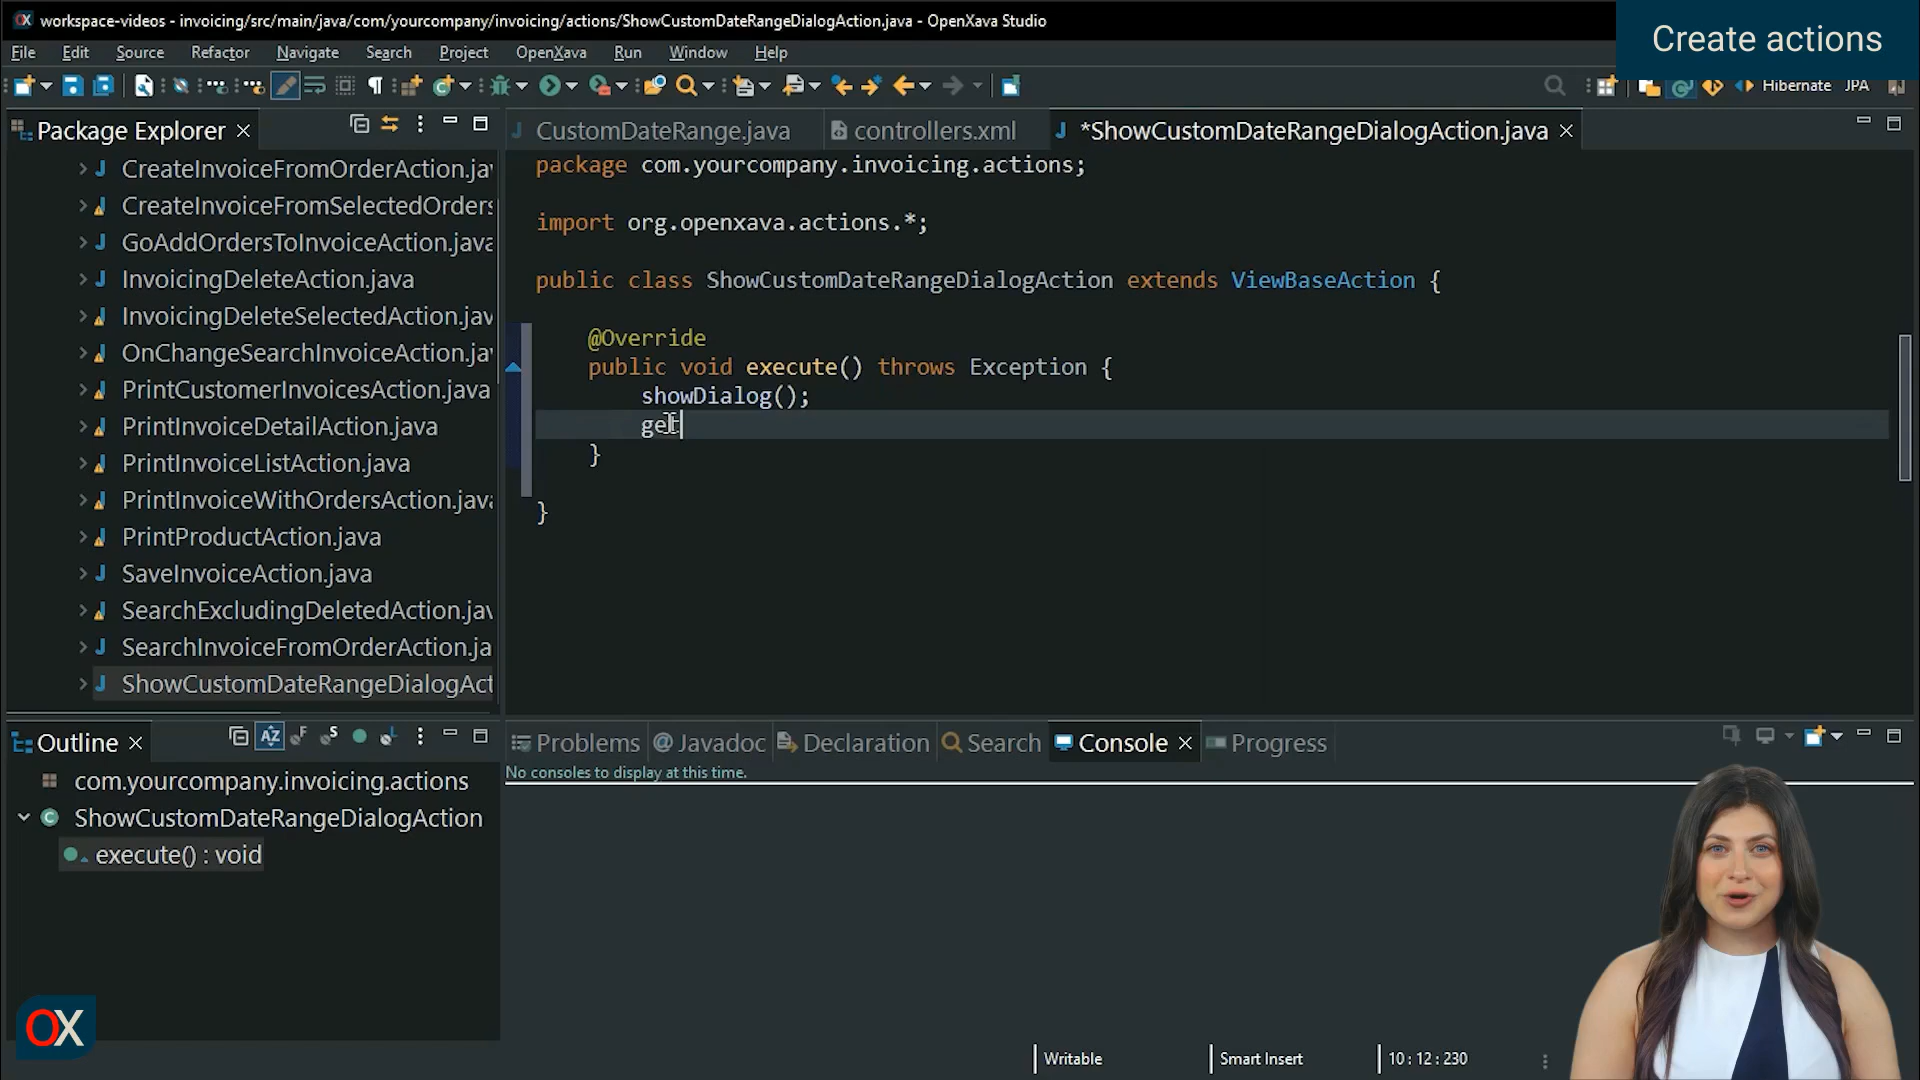 workspace-videos - invoicing/src/main/java/com/yourcompany/invoicing/actions/ShowCustomDateRangeDialogAction.java - OpenXava Studio
Create actions
File Edit Source Refactor Navigate Search Project OpenXava Run Window Help
Hibernate JPA
Package Explorer
CustomDateRange.java controllers.xml *ShowCustomDateRangeDialogAction.java
CreateInvoiceFromOrderAction.jav
CreateInvoiceFromSelectedOrders
GoAddOrdersToInvoiceAction.java
InvoicingDeleteAction.java
InvoicingDeleteSelectedAction.jav
OnChangeSearchInvoiceAction.jav
PrintCustomerInvoicesAction.java
PrintInvoiceDetailAction.java
PrintInvoiceListAction.java
PrintInvoiceWithOrdersAction.java
PrintProductAction.java
SaveInvoiceAction.java
SearchExcludingDeletedAction.jav
SearchInvoiceFromOrderAction.ja
ShowCustomDateRangeDialogAct
package com.yourcompany.invoicing.actions;
import org.openxava.actions.*;
public class ShowCustomDateRangeDialogAction extends ViewBaseAction {
@Override
public void execute() throws Exception {
showDialog();
get
}
}
Outline
com.yourcompany.invoicing.actions
ShowCustomDateRangeDialogAction
execute() : void
Problems @ Javadoc Declaration Search Console Progress
No consoles to display at this time.
OX
Writable Smart Insert 10 : 12 : 230